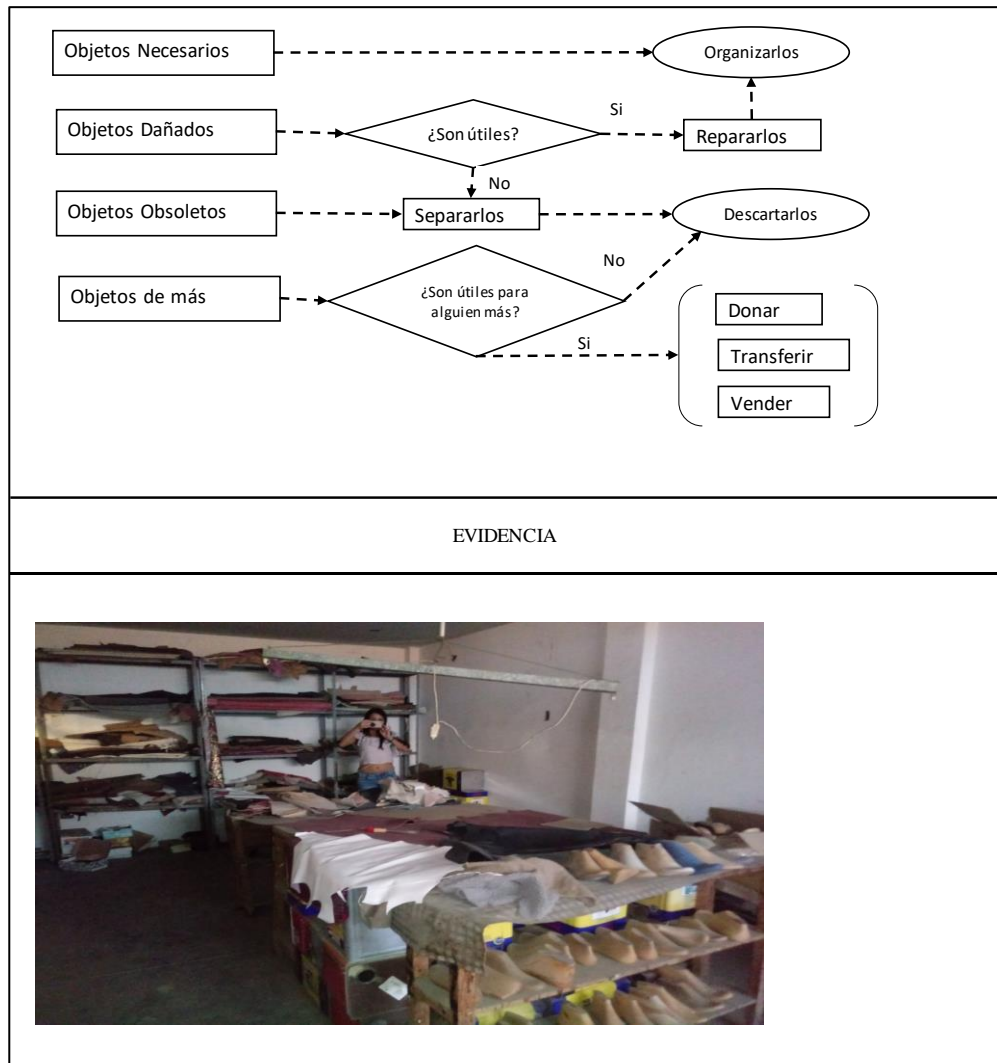 Objetos Necesarios
Organizarlos
Objetos Dañados
¿Son útiles?
Si
Repararlos
No
Objetos Obsoletos
Separarlos
Descartarlos
Objetos de más
¿Son útiles para
alguien más?
No
Si
Donar
Transferir
Vender
EVIDENCIA